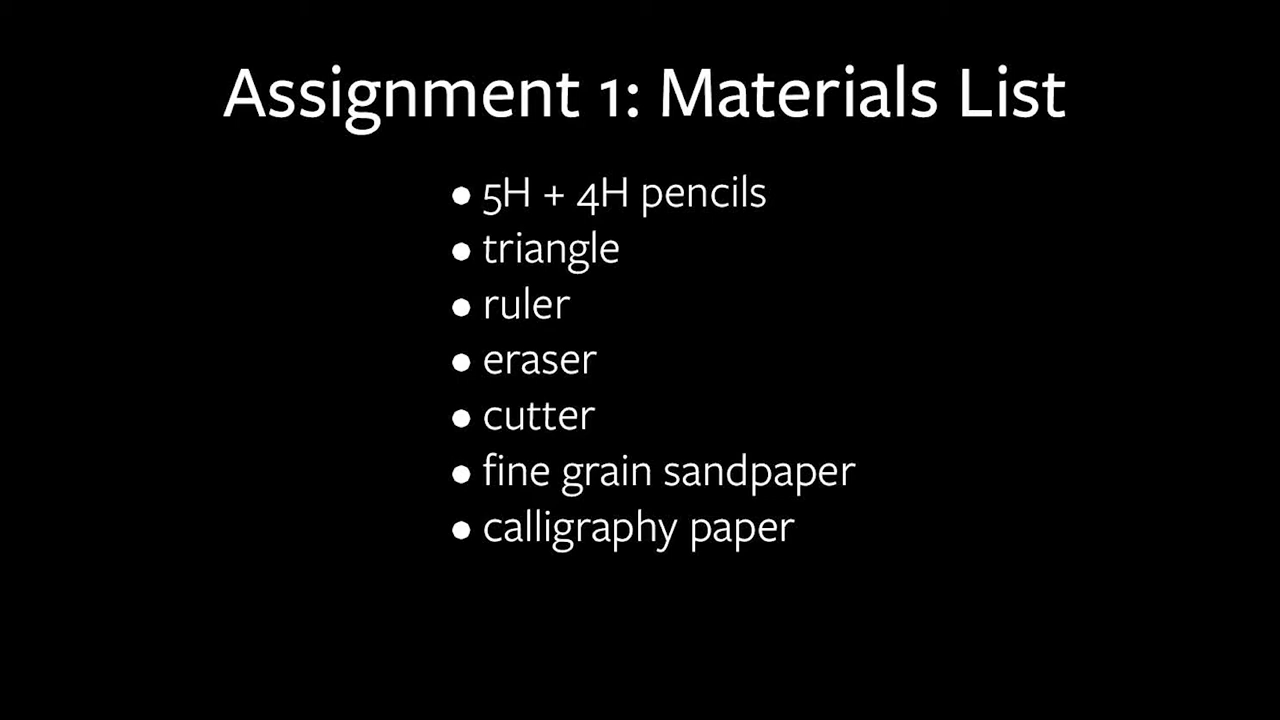 Assignment 1: Materials List
• 5H + 4H pencils
• triangle
• ruler
• eraser
• cutter
• fine grain sandpaper
• calligraphy paper